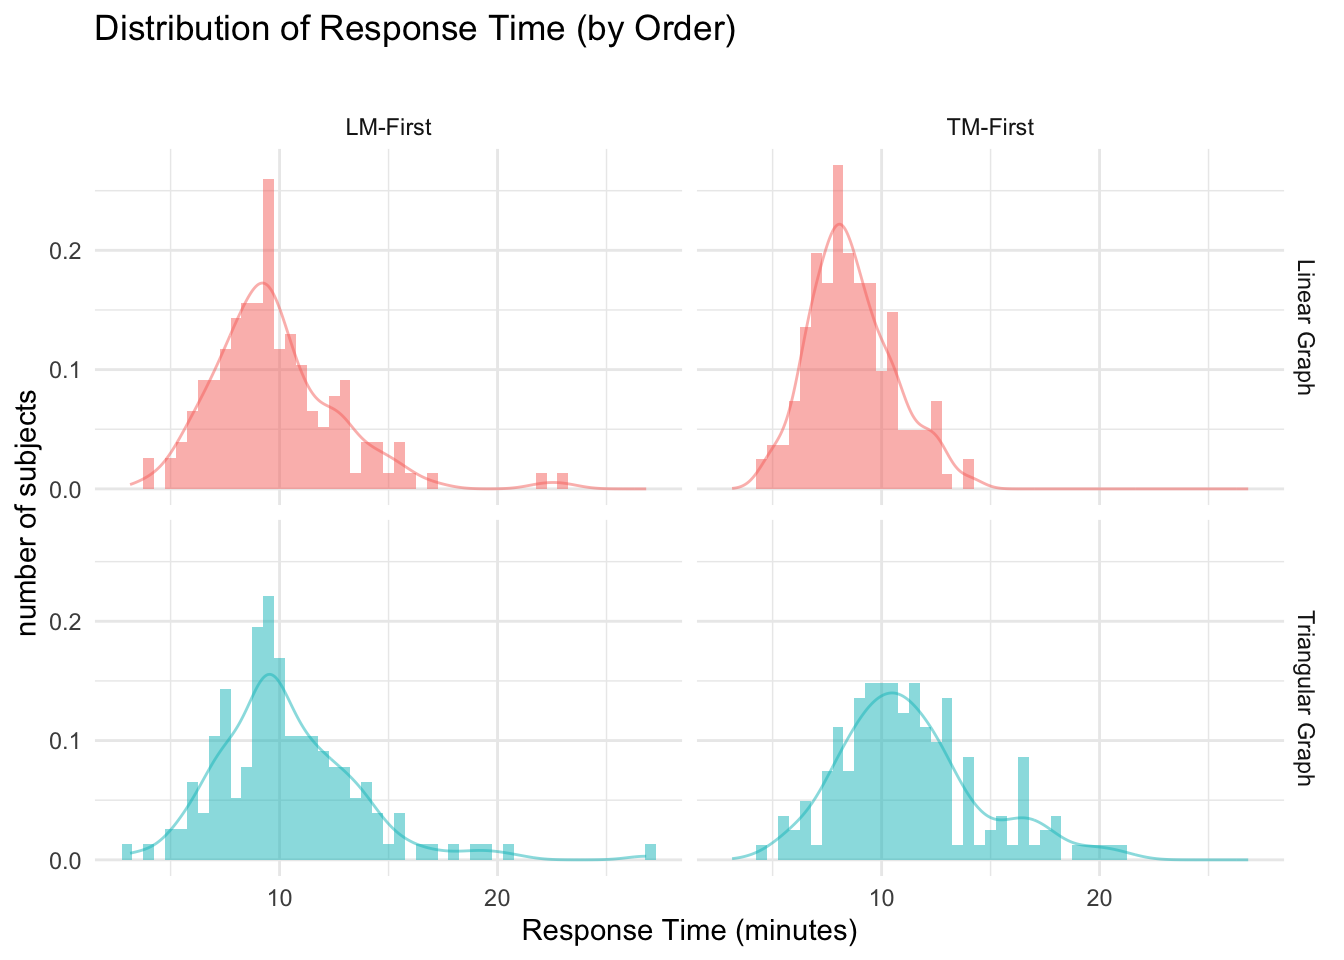 Distribution of Response Time (by Order)
LM-First
TM-First
0.2
0.1
0.0
Linear Graph
number of subjects
0.2
0.1
0.0
Triangular Graph
10
20
10
20
Response Time (minutes)